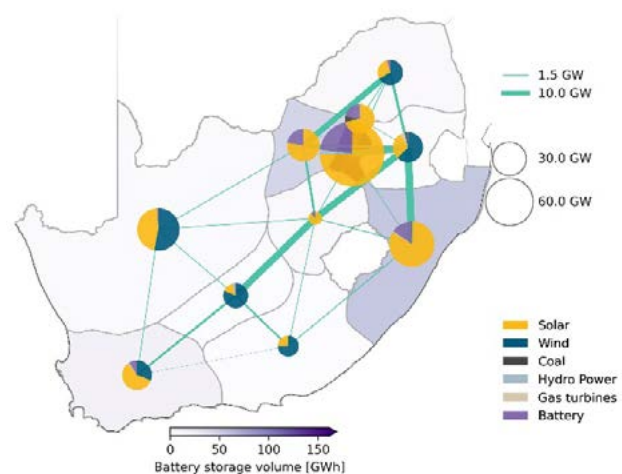 1.5 GW
10.0 GW
30.0 GW
60.0 GW
Solar
Wind
Coal
Hydro Power
Gas turbines
Battery
0 50 100 150
Battery storage volume [GWh]